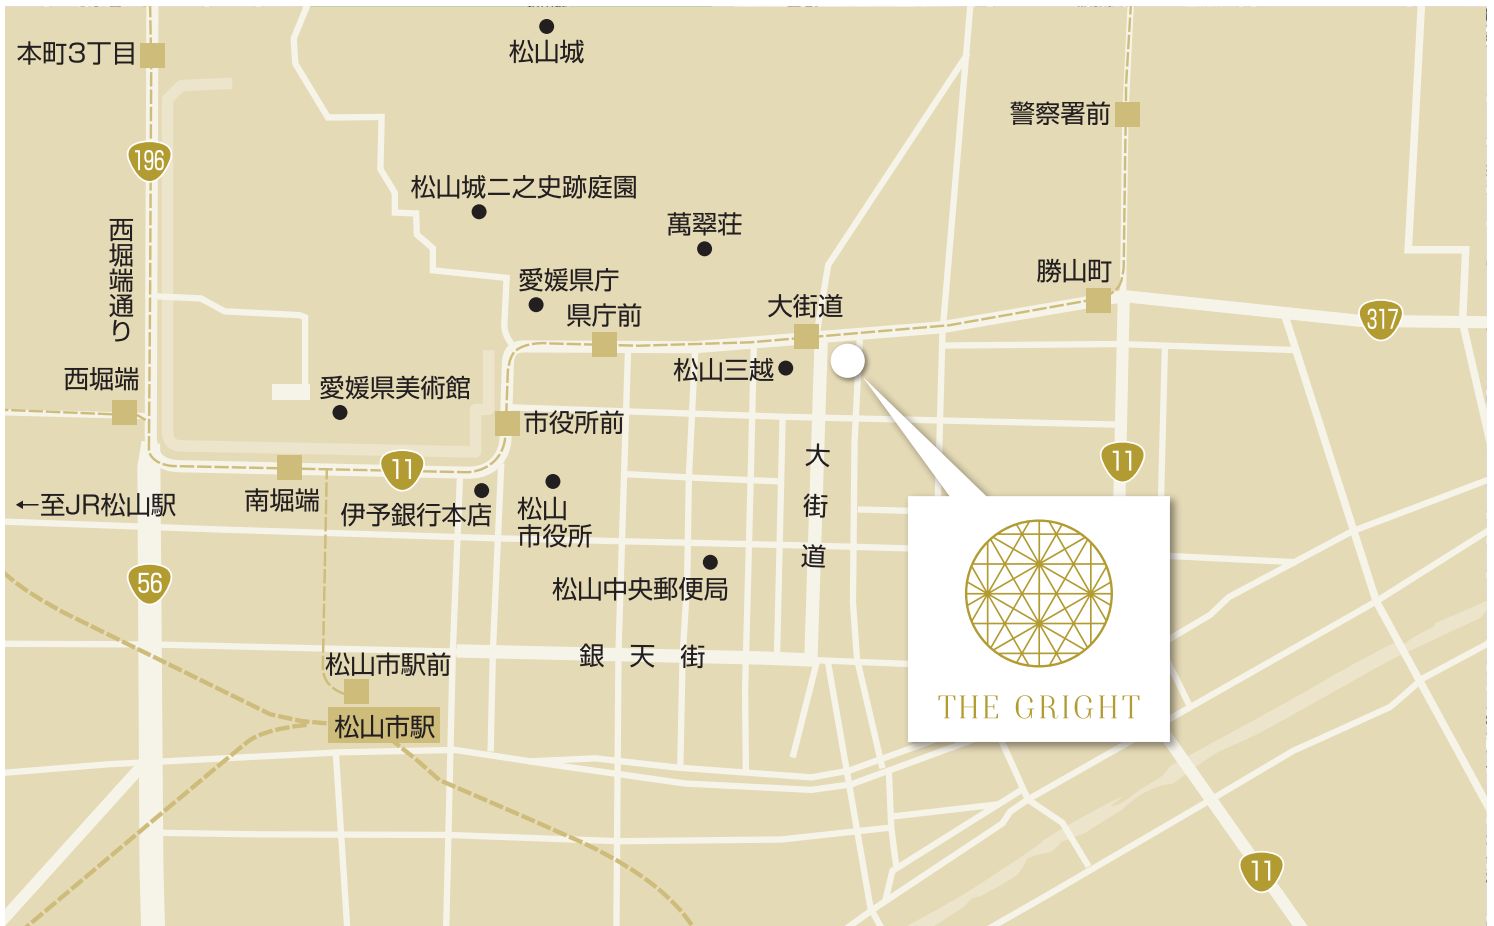 松山城
本町3丁目
警察署前
196
松山城二之史跡庭園
萬翠荘
西堀端通り
愛媛県庁
勝山町
県庁前
大街道
317
松山三越
西堀端
愛媛県美術館
市役所前
大街道
11
11
南堀端
←至JR松山駅
伊予銀行本店
松山
市役所
56
松山中央郵便局
銀天街
松山市駅前
THE GRIGHT
松山市駅
11